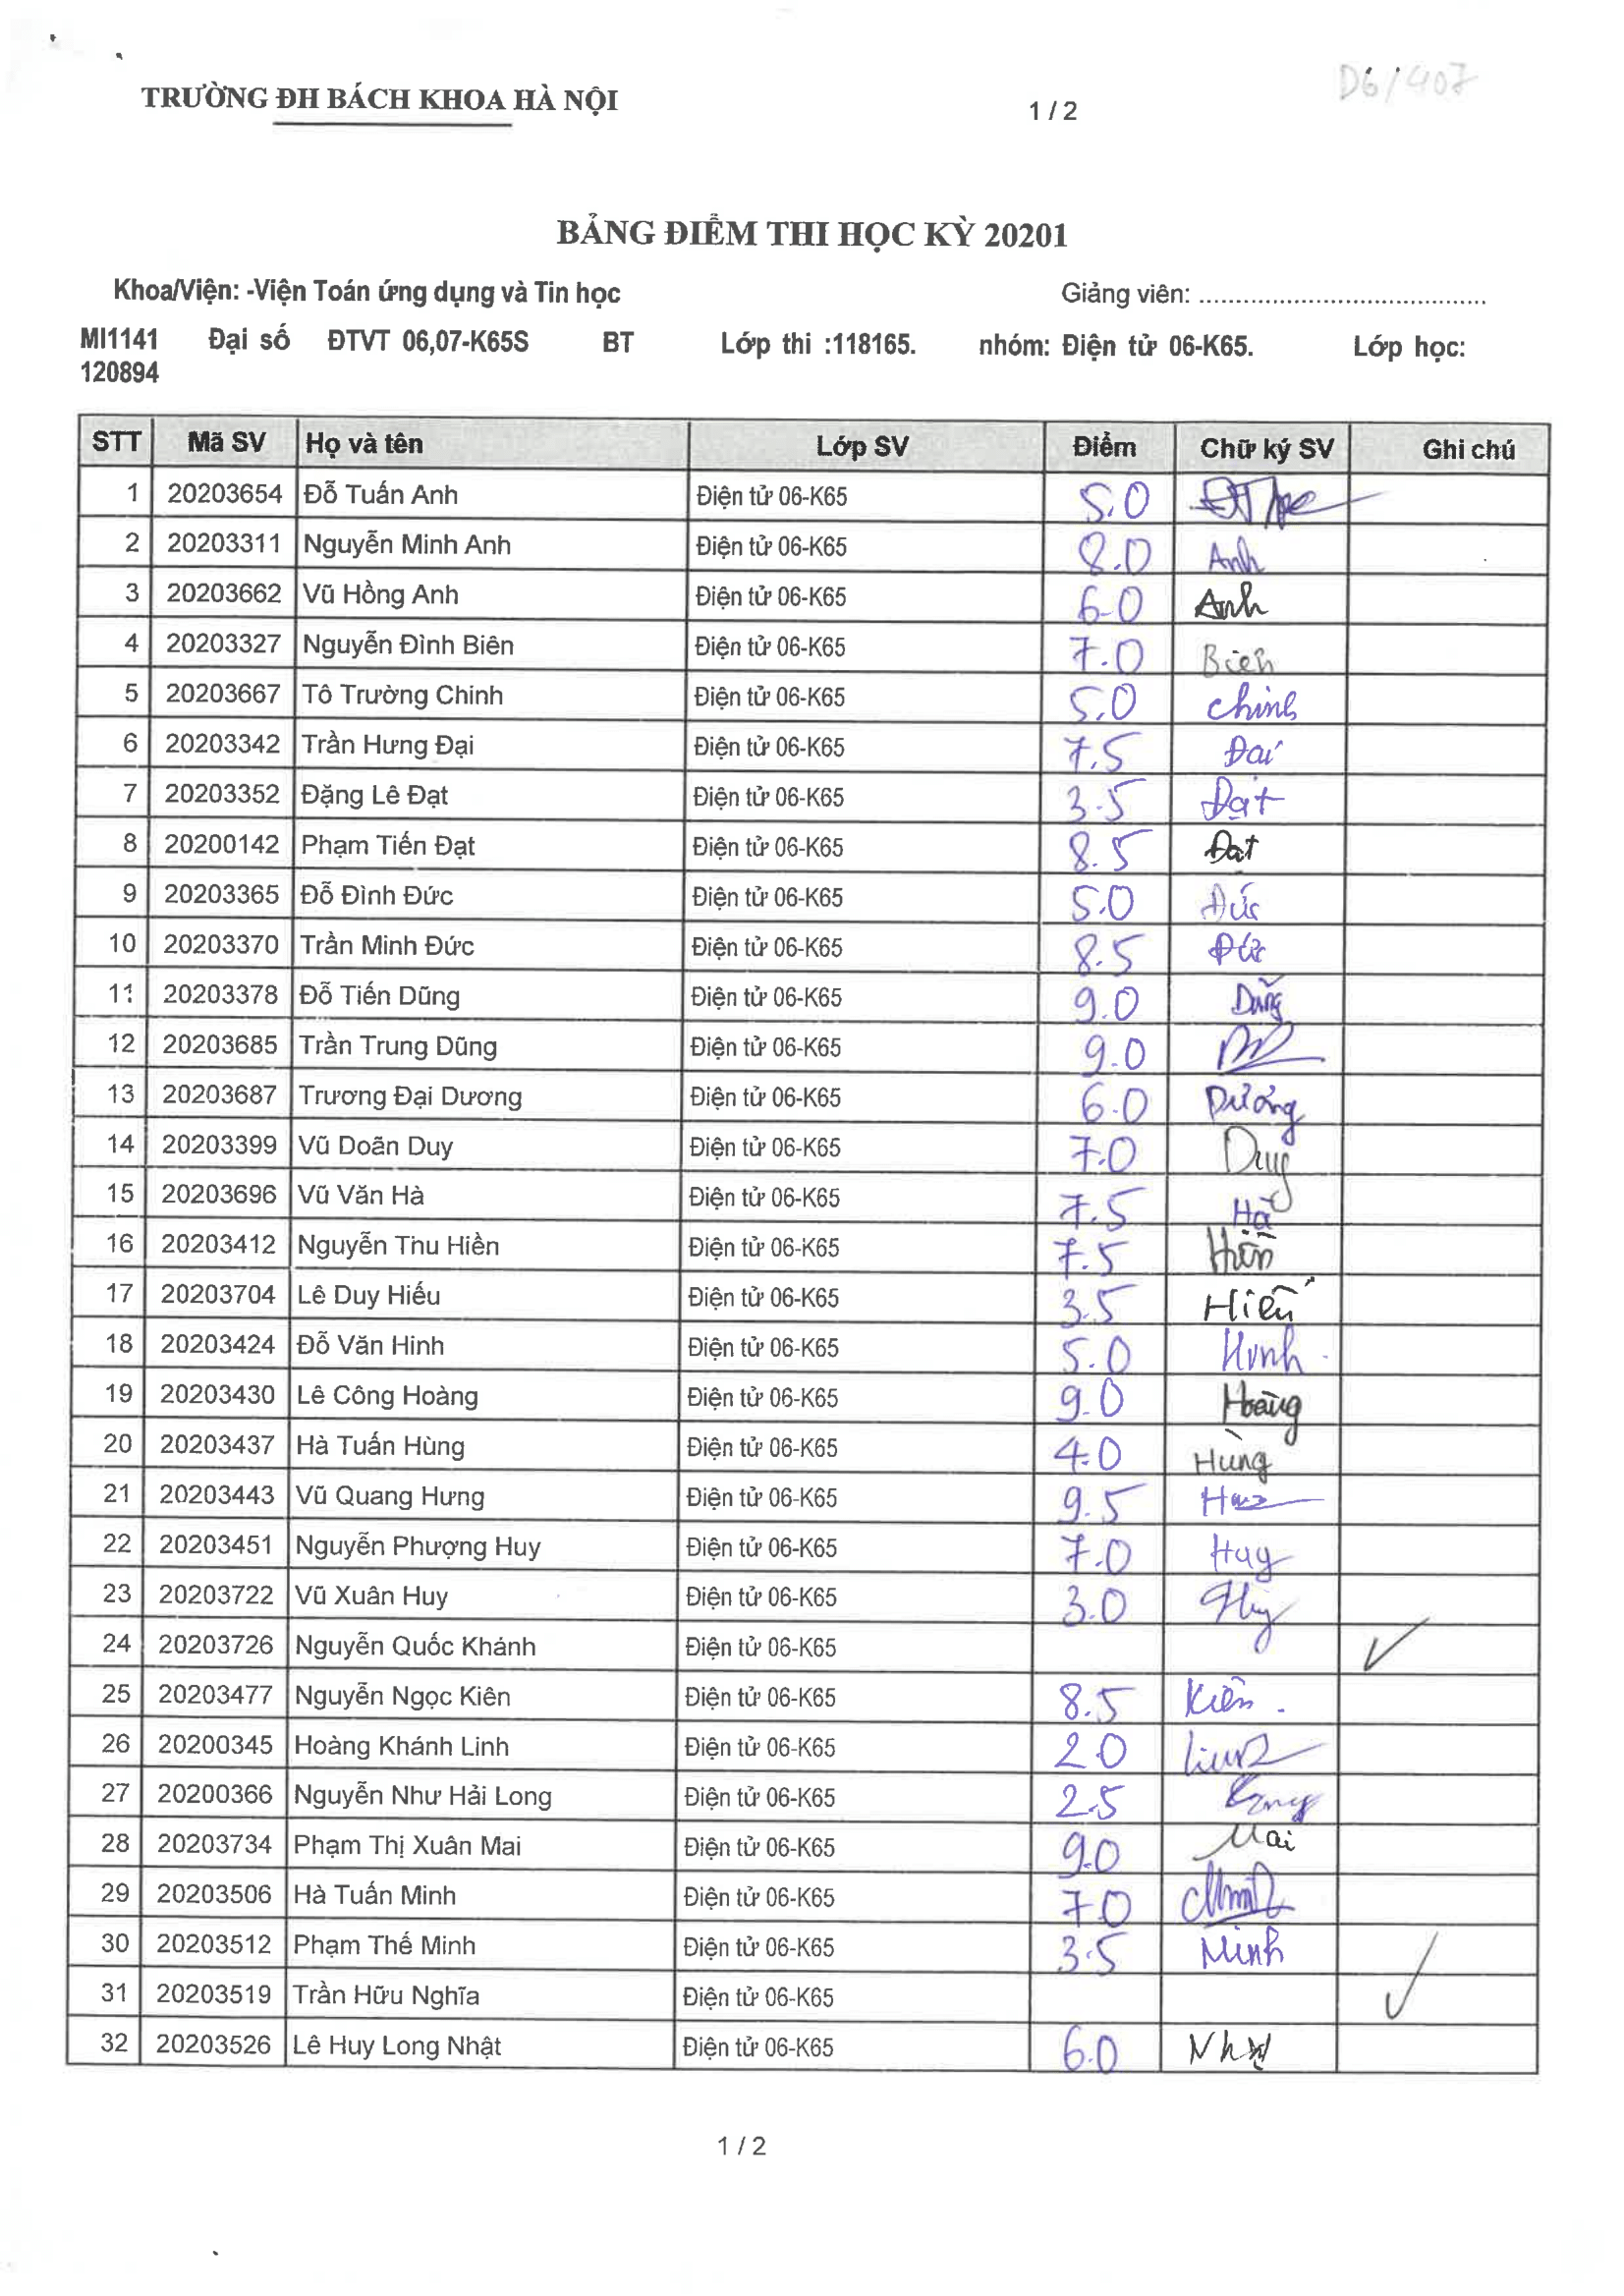 D6/407
TRƯỜNG ĐH BÁCH KHOA HÀ NỘI
1 / 2
BẢNG ĐIỂM THI HỌC KỲ 20201
Khoa/Viện: -Viện Toán ứng dụng và Tin học Giảng viên: .......................................
MI1141 Đại số ĐTVT 06,07-K65S BT Lớp thi :118165. nhóm: Điện tử 06-K65. Lớp học:
120894
STT Mã SV Họ và tên Lớp SV Điểm Chữ ký SV Ghi chú
1 20203654 Đỗ Tuấn Anh Điện tử 06-K65 5.0
2 20203311 Nguyễn Minh Anh Điện tử 06-K65 8.0 Anh
3 20203662 Vũ Hồng Anh Điện tử 06-K65 6.0 Anh
4 20203327 Nguyễn Đình Biên Điện tử 06-K65 7.0 Biên
5 20203667 Tô Trường Chinh Điện tử 06-K65 5.0 chinh
6 20203342 Trần Hưng Đại Điện tử 06-K65 7.5 Đại
7 20203352 Đặng Lê Đạt Điện tử 06-K65 3.5 Đạt
8 20200142 Phạm Tiến Đạt Điện tử 06-K65 8.5 Đạt
9 20203365 Đỗ Đình Đức Điện tử 06-K65 5.0 Đức
10 20203370 Trần Minh Đức Điện tử 06-K65 8.5 Đức
11 20203378 Đỗ Tiến Dũng Điện tử 06-K65 9.0 Dũng
12 20203685 Trần Trung Dũng Điện tử 06-K65 9.0
13 20203687 Trương Đại Dương Điện tử 06-K65 6.0 Dương
14 20203399 Vũ Doãn Duy Điện tử 06-K65 7.0 Duy
15 20203696 Vũ Văn Hà Điện tử 06-K65 7.5 Hà
16 20203412 Nguyễn Thu Hiền Điện tử 06-K65 7.5 Hiền
17 20203704 Lê Duy Hiếu Điện tử 06-K65 3.5 Hiếu
18 20203424 Đỗ Văn Hinh Điện tử 06-K65 5.0 Hinh
19 20203430 Lê Công Hoàng Điện tử 06-K65 9.0 Hoàng
20 20203437 Hà Tuấn Hùng Điện tử 06-K65 4.0 Hùng
21 20203443 Vũ Quang Hưng Điện tử 06-K65 9.5
22 20203451 Nguyễn Phượng Huy Điện tử 06-K65 7.0 Huy
23 20203722 Vũ Xuân Huy Điện tử 06-K65 3.0 Huy
24 20203726 Nguyễn Quốc Khánh Điện tử 06-K65 ✓
25 20203477 Nguyễn Ngọc Kiên Điện tử 06-K65 8.5 Kiên
26 20200345 Hoàng Khánh Linh Điện tử 06-K65 2.0
27 20200366 Nguyễn Như Hải Long Điện tử 06-K65 2.5 Long
28 20203734 Phạm Thị Xuân Mai Điện tử 06-K65 9.0 Mai
29 20203506 Hà Tuấn Minh Điện tử 06-K65 7.0 Minh
30 20203512 Phạm Thế Minh Điện tử 06-K65 3.5 Minh
31 20203519 Trần Hữu Nghĩa Điện tử 06-K65 ✓
32 20203526 Lê Huy Long Nhật Điện tử 06-K65 6.0 Nhật
1 / 2